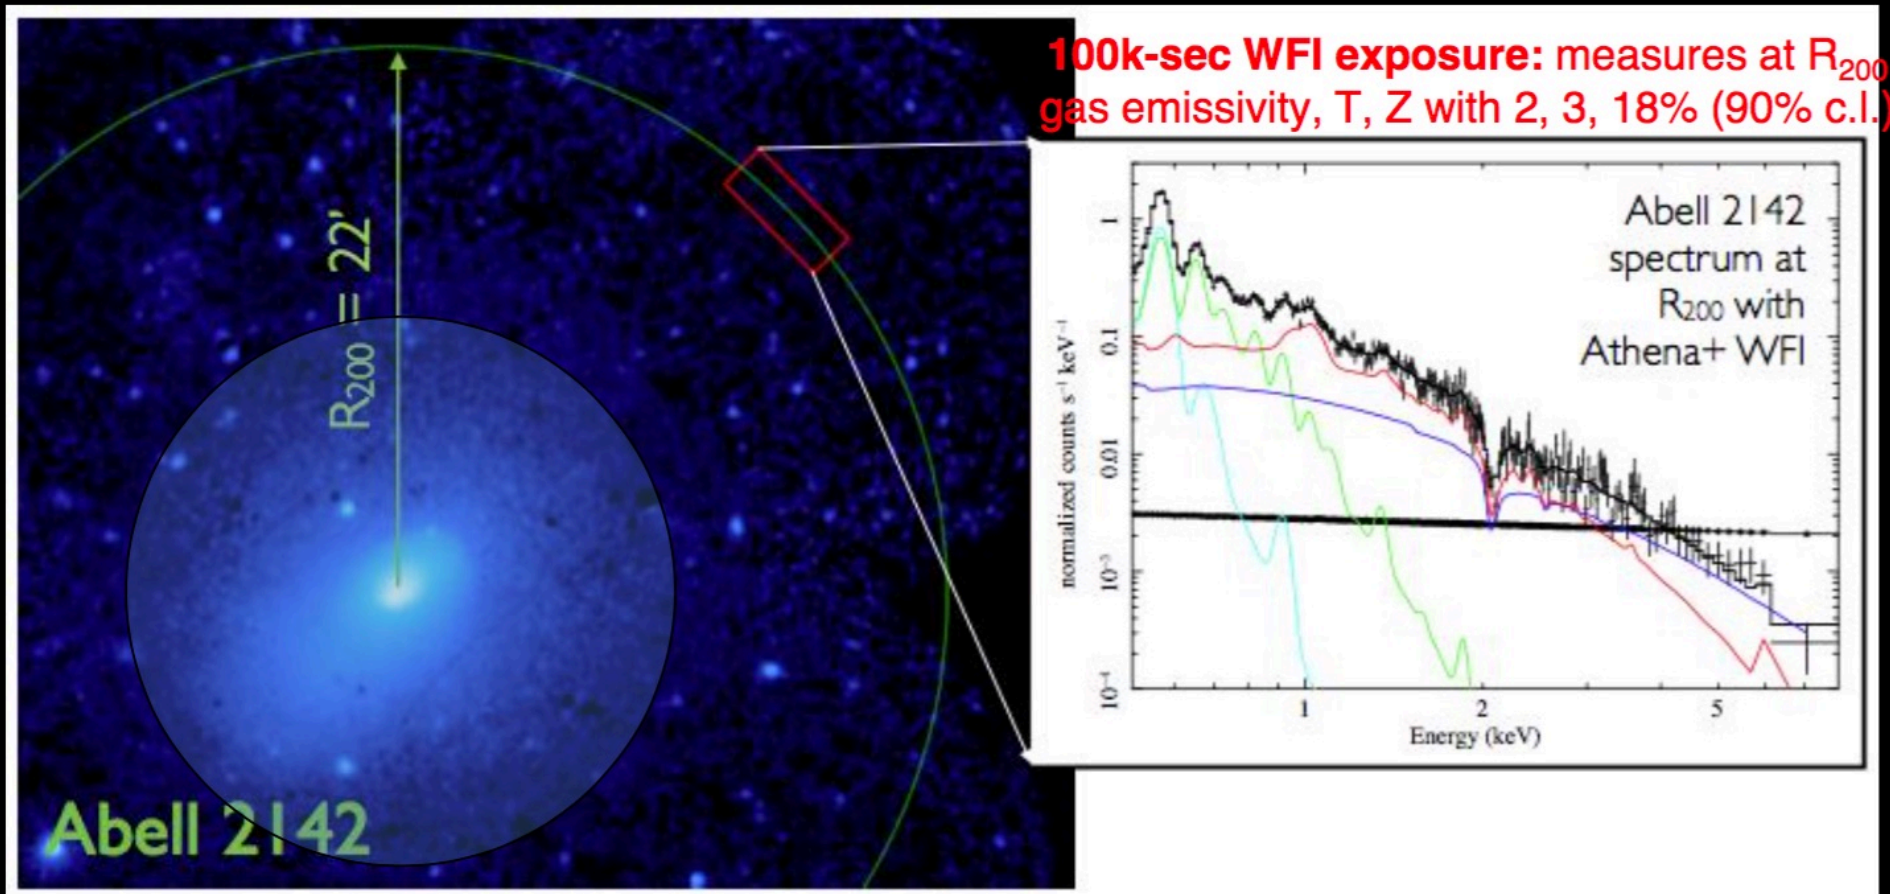 100k-sec WFI exposure: measures at R₂₀₀
gas emissivity, T, Z with 2, 3, 18% (90% c.l.)
R₂₀₀ = 22'
Abell 2142
Abell 2142
spectrum at
R₂₀₀ with
Athena+ WFI
normalized counts s⁻¹ keV⁻¹
1
0.1
0.01
10⁻³
10⁻⁴
1 2 5
Energy (keV)